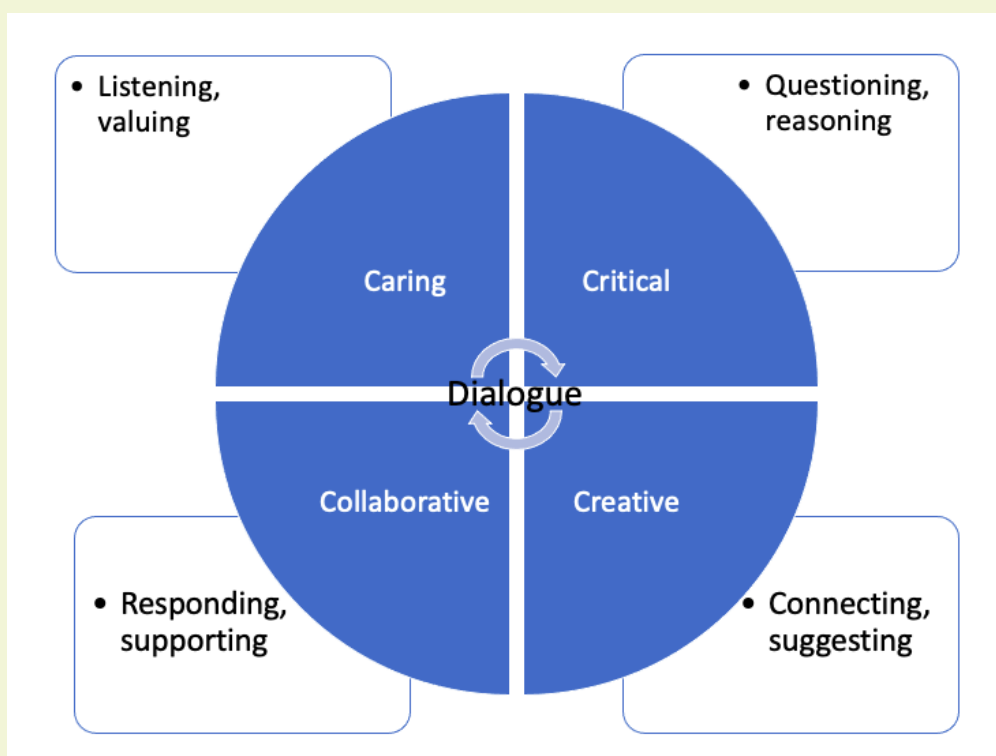 • Listening,
valuing
• Questioning,
reasoning
Caring
Critical
Dialogue
Collaborative
Creative
• Responding,
supporting
• Connecting,
suggesting